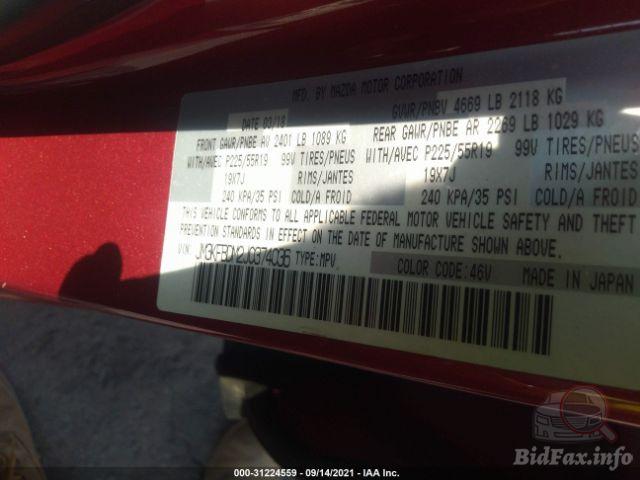 MFD. BY MAZDA MOTOR CORPORATION
DATE 03/18
GVWR/PNBV 4669 LB 2118 KG
FRONT GAWR/PNBE AV 2401 LB 1089 KG
REAR GAWR/PNBE AR 2269 LB 1029 KG
WITH/AVEC P225/55R19 99V TIRES/PNEUS
WITH/AVEC P225/55R19 99V TIRES/PNEUS
19X7J RIMS/JANTES
19X7J RIMS/JANTES
240 KPA/35 PSI COLD/A FROID
240 KPA/35 PSI COLD/A FROID
THIS VEHICLE CONFORMS TO ALL APPLICABLE FEDERAL MOTOR VEHICLE SAFETY AND THEFT
PREVENTION STANDARDS IN EFFECT ON THE DATE OF MANUFACTURE SHOWN ABOVE.
VIN: JM3KFBDM2J0374035 TYPE:MPV
COLOR CODE:46V MADE IN JAPAN
BidFax.info
000-31224559 - 09/14/2021 - IAA Inc.